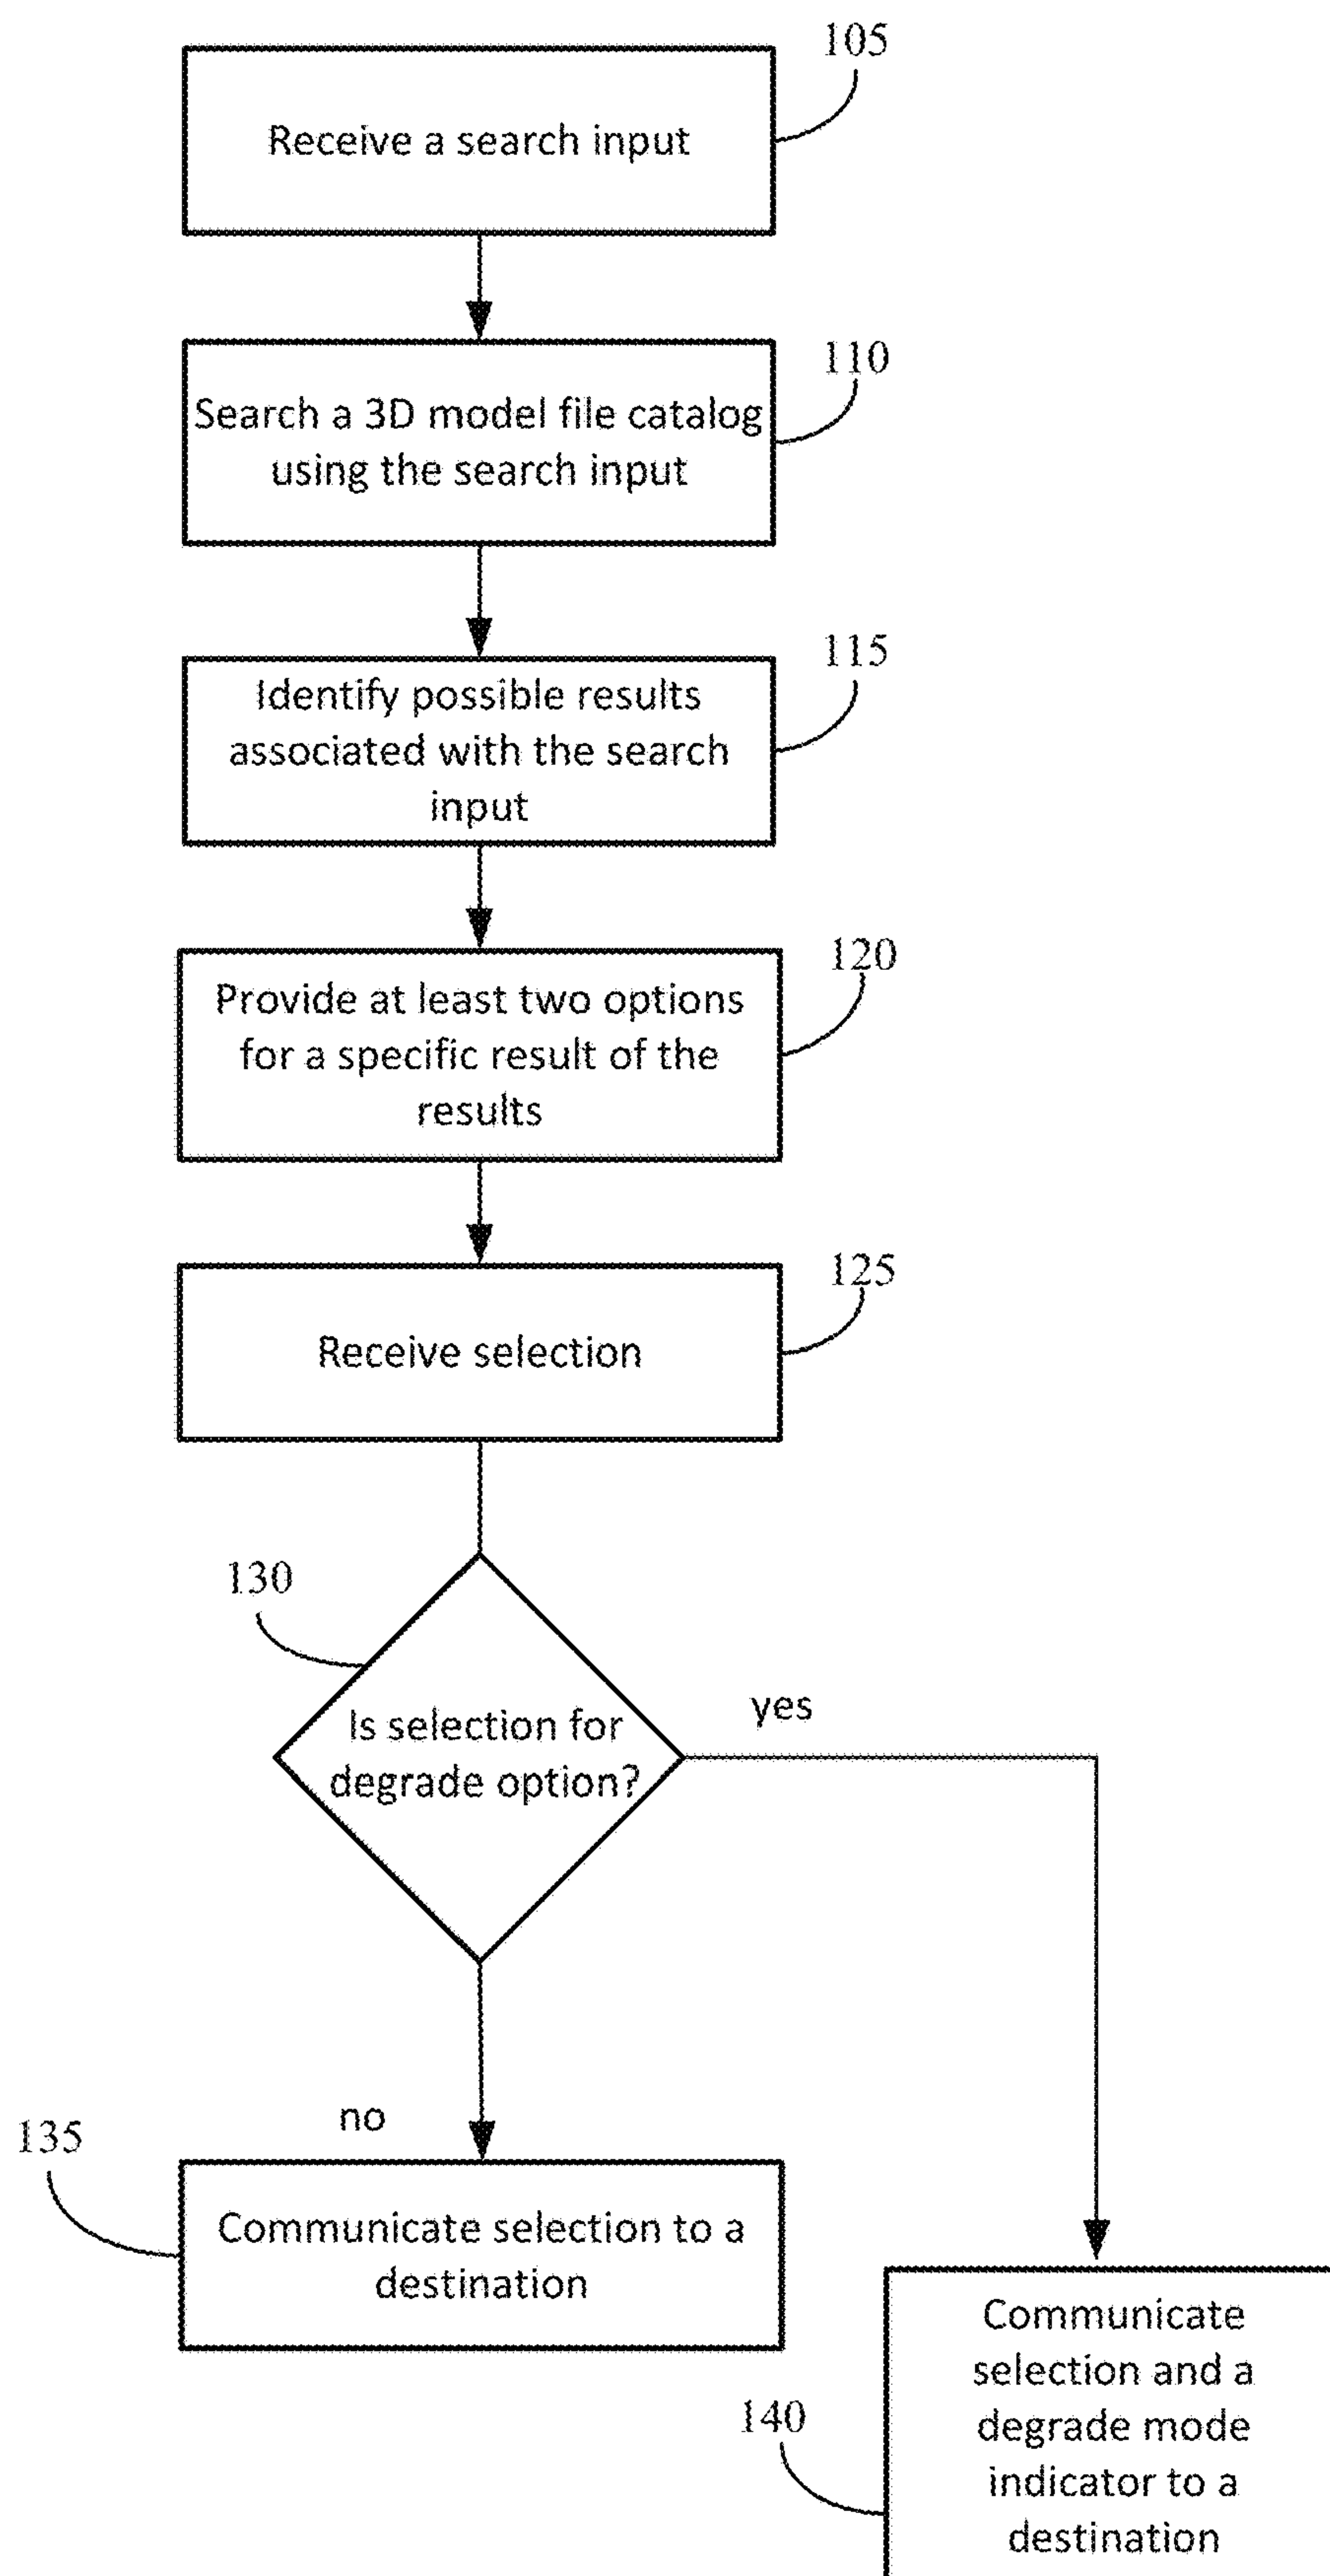 105
Receive a search input
110
Search a 3D model file catalog
using the search input
115
Identify possible results
associated with the search
input
120
Provide at least two options
for a specific result of the
results
125
Receive selection
130
Is selection for
degrade option?
yes
no
135
Communicate selection to a
destination
140
Communicate
selection and a
degrade mode
indicator to a
destination